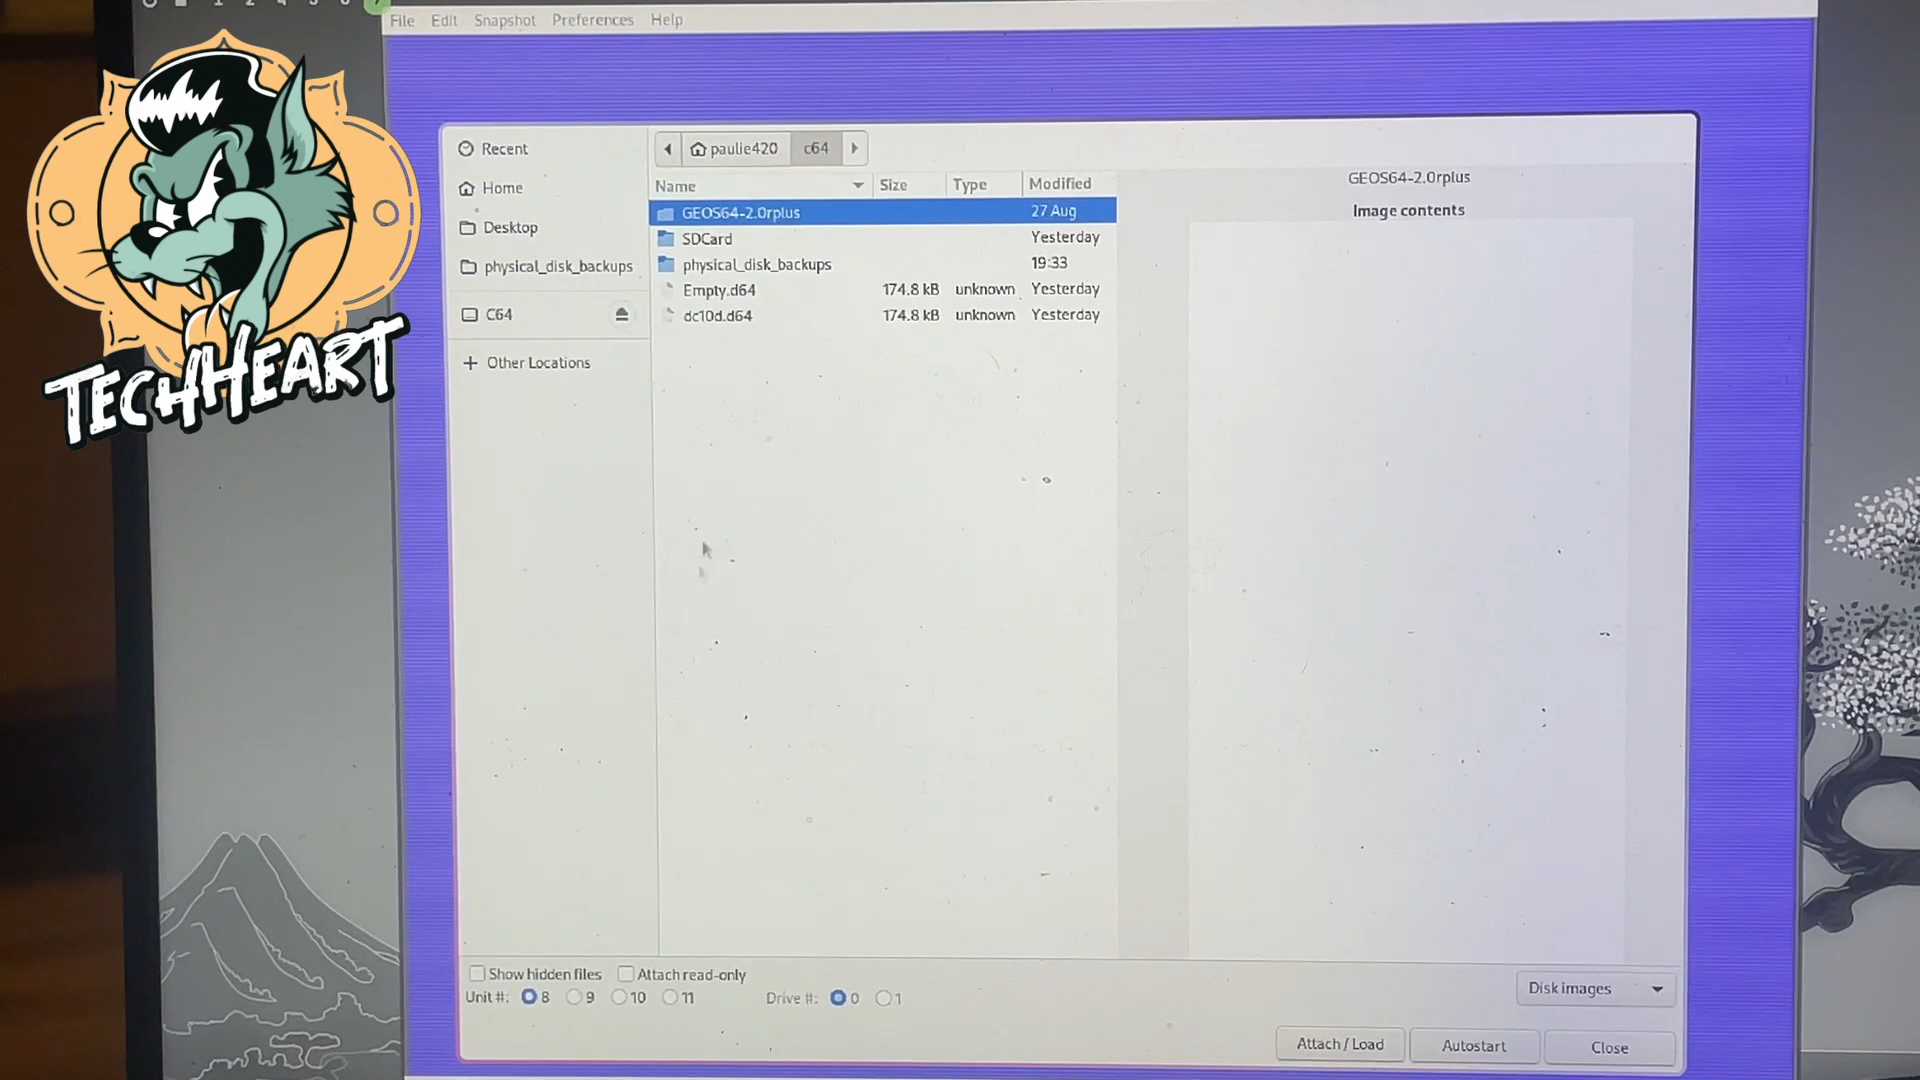 File Edit Snapshot Preferences Help
TECHHEART
Recent
Home
Desktop
physical_disk_backups
C64
Other Locations
paulie420 c64
Name Size Type Modified
GEOS64-2.0rplus 27 Aug
SDCard Yesterday
physical_disk_backups 19:33
Empty.d64 174.8 kB unknown Yesterday
dc10d.d64 174.8 kB unknown Yesterday
GEOS64-2.0rplus
Image contents
Show hidden files Attach read-only
Unit #: 8 9 10 11 Drive #: 0 1
Disk images
Attach / Load Autostart Close